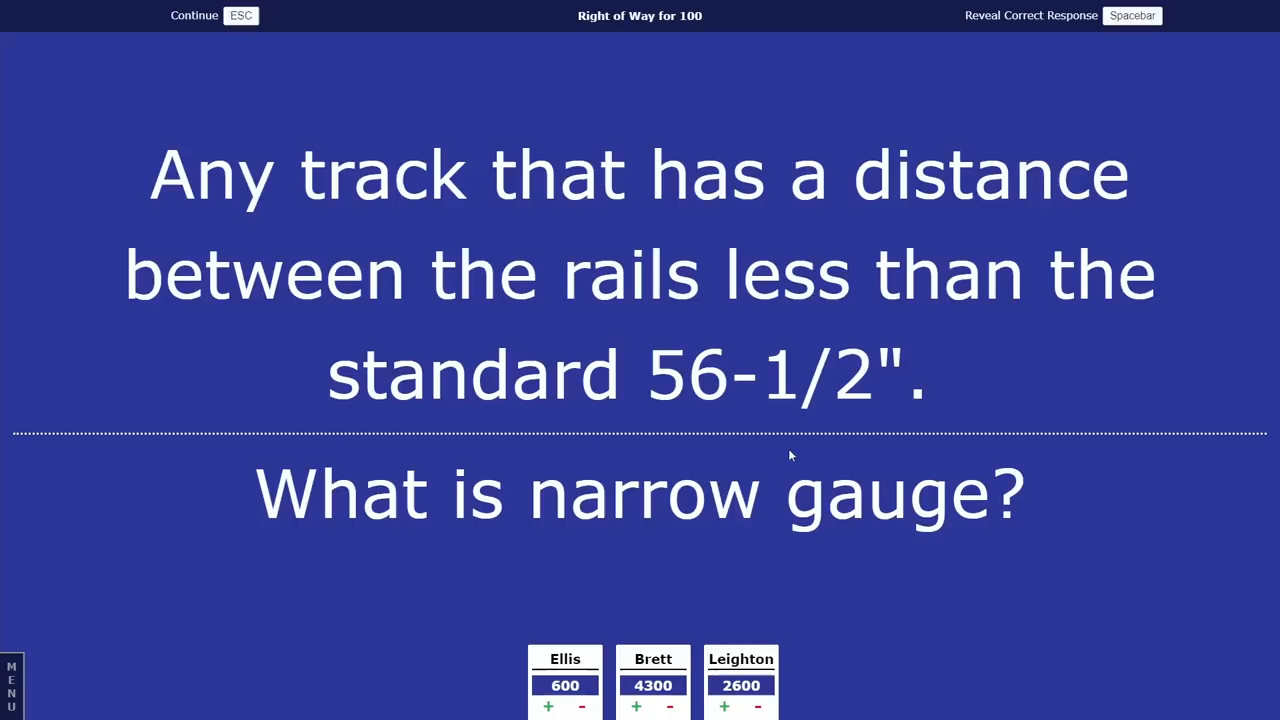 Continue ESC
Right of Way for 100
Reveal Correct Response Spacebar
Any track that has a distance
between the rails less than the
standard 56-1/2".
What is narrow gauge?
MENU
Ellis Brett Leighton
600 4300 2600
+ - + - + -